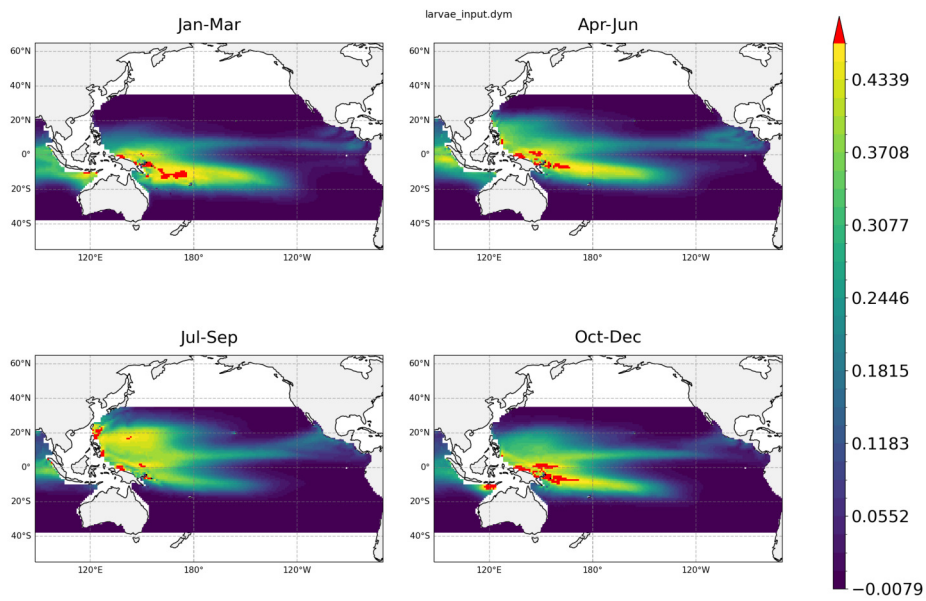 larvae_input.dym
Jan-Mar
Apr-Jun
60°N
40°N
20°N
0°
20°S
40°S
120°E
180°
120°W
60°N
40°N
20°N
0°
20°S
40°S
120°E
180°
120°W
Jul-Sep
Oct-Dec
60°N
40°N
20°N
0°
20°S
40°S
120°E
180°
120°W
60°N
40°N
20°N
0°
20°S
40°S
120°E
180°
120°W
0.4339
0.3708
0.3077
0.2446
0.1815
0.1183
0.0552
−0.0079